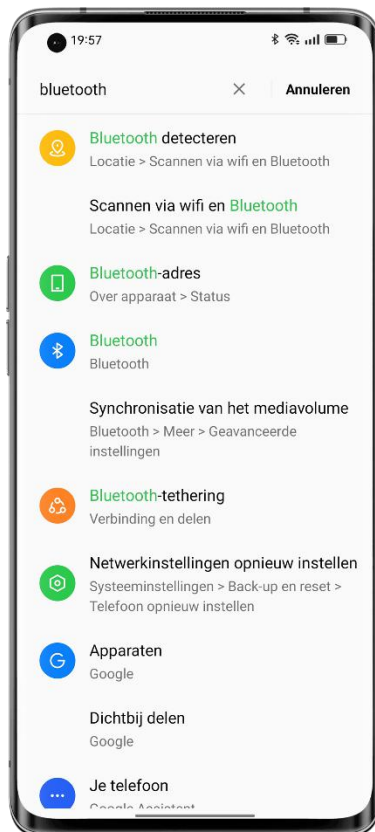 19:57
bluetooth
Annuleren
Bluetooth detecteren
Locatie > Scannen via wifi en Bluetooth
Scannen via wifi en Bluetooth
Locatie > Scannen via wifi en Bluetooth
Bluetooth-adres
Over apparaat > Status
Bluetooth
Bluetooth
Synchronisatie van het mediavolume
Bluetooth > Meer > Geavanceerde
instellingen
Bluetooth-tethering
Verbinding en delen
Netwerkinstellingen opnieuw instellen
Systeeminstellingen > Back-up en reset >
Telefoon opnieuw instellen
Apparaten
Google
Dichtbij delen
Google
Je telefoon
Google Assistent